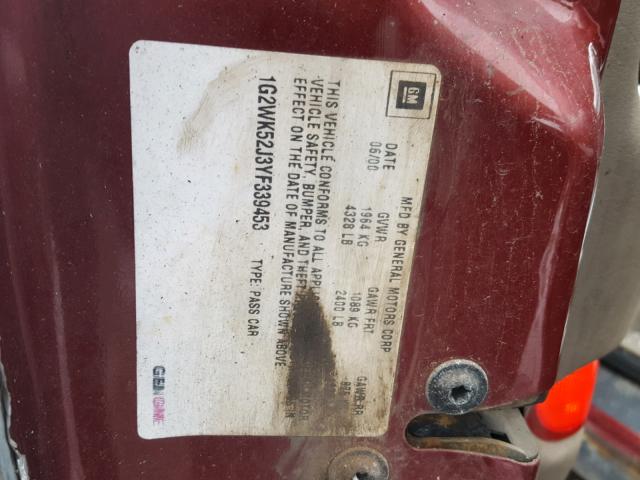 GM
MFD BY GENERAL MOTORS CORP
DATE GVWR GAWR FRT GAWR RR
06/00 1964 KG 1089 KG
4328 LB 2400 LB
THIS VEHICLE CONFORMS TO ALL
VEHICLE SAFETY, BUMPER, AND THEFT
EFFECT ON THE DATE OF MANUFACTURE SHOWN ABOVE
1G2WK52J3YF339453 TYPE: PASS CAR